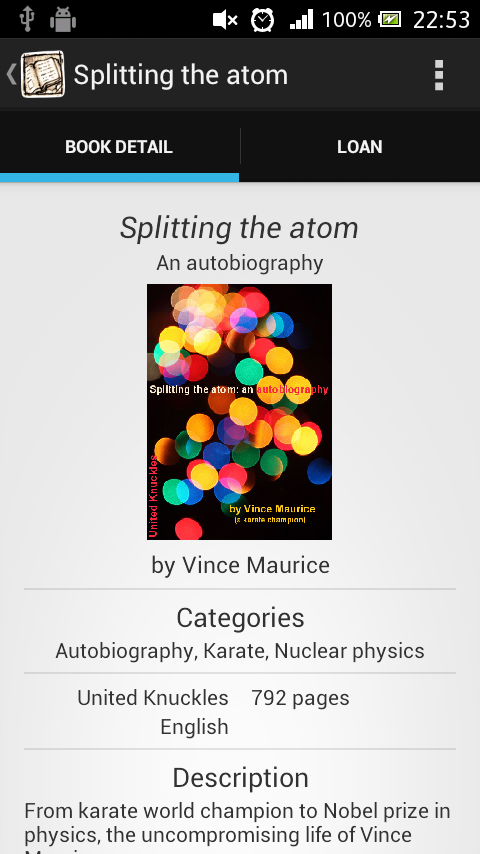 100% 22:53
Splitting the atom
BOOK DETAIL LOAN
Splitting the atom
An autobiography
Splitting the atom: an autobiography
United Knuckles
by Vince Maurice
(a karate champion)
by Vince Maurice
Categories
Autobiography, Karate, Nuclear physics
United Knuckles 792 pages
English
Description
From karate world champion to Nobel prize in
physics, the uncompromising life of Vince